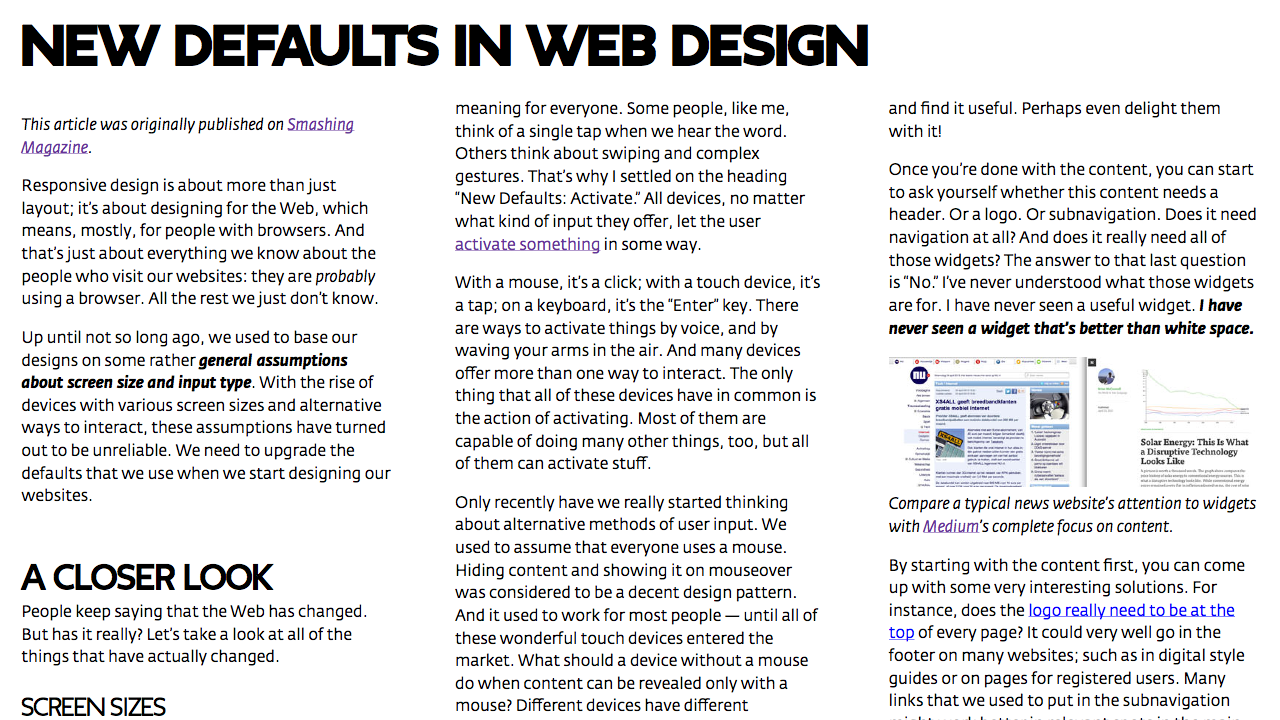 NEW DEFAULTS IN WEB DESIGN
This article was originally published on Smashing
Magazine.
Responsive design is about more than just
layout; it's about designing for the Web, which
means, mostly, for people with browsers. And
that's just about everything we know about the
people who visit our websites: they are probably
using a browser. All the rest we just don't know.
Up until not so long ago, we used to base our
designs on some rather general assumptions
about screen size and input type. With the rise of
devices with various screen sizes and alternative
ways to interact, these assumptions have turned
out to be unreliable. We need to upgrade the
defaults that we use when we start designing our
websites.
A CLOSER LOOK
People keep saying that the Web has changed.
But has it really? Let's take a look at all of the
things that have actually changed.
SCREEN SIZES
meaning for everyone. Some people, like me,
think of a single tap when we hear the word.
Others think about swiping and complex
gestures. That's why I settled on the heading
“New Defaults: Activate.” All devices, no matter
what kind of input they offer, let the user
activate something in some way.
With a mouse, it's a click; with a touch device, it's
a tap; on a keyboard, it's the “Enter” key. There
are ways to activate things by voice, and by
waving your arms in the air. And many devices
offer more than one way to interact. The only
thing that all of these devices have in common is
the action of activating. Most of them are
capable of doing many other things, too, but all
of them can activate stuff.
Only recently have we really started thinking
about alternative methods of user input. We
used to assume that everyone uses a mouse.
Hiding content and showing it on mouseover
was considered to be a decent design pattern.
And it used to work for most people — until all of
these wonderful touch devices entered the
market. What should a device without a mouse
do when content can be revealed only with a
mouse? Different devices have different
and find it useful. Perhaps even delight them
with it!
Once you're done with the content, you can start
to ask yourself whether this content needs a
header. Or a logo. Or subnavigation. Does it need
navigation at all? And does it really need all of
those widgets? The answer to that last question
is “No.” I've never understood what those widgets
are for. I have never seen a useful widget. I have
never seen a widget that's better than white space.
nu
XS4ALL geeft breedbandklanten
gratis mobiel internet
Solar Energy: This Is What
a Disruptive Technology
Looks Like
Compare a typical news website's attention to widgets
with Medium's complete focus on content.
By starting with the content first, you can come
up with some very interesting solutions. For
instance, does the logo really need to be at the
top of every page? It could very well go in the
footer on many websites; such as in digital style
guides or on pages for registered users. Many
links that we used to put in the subnavigation